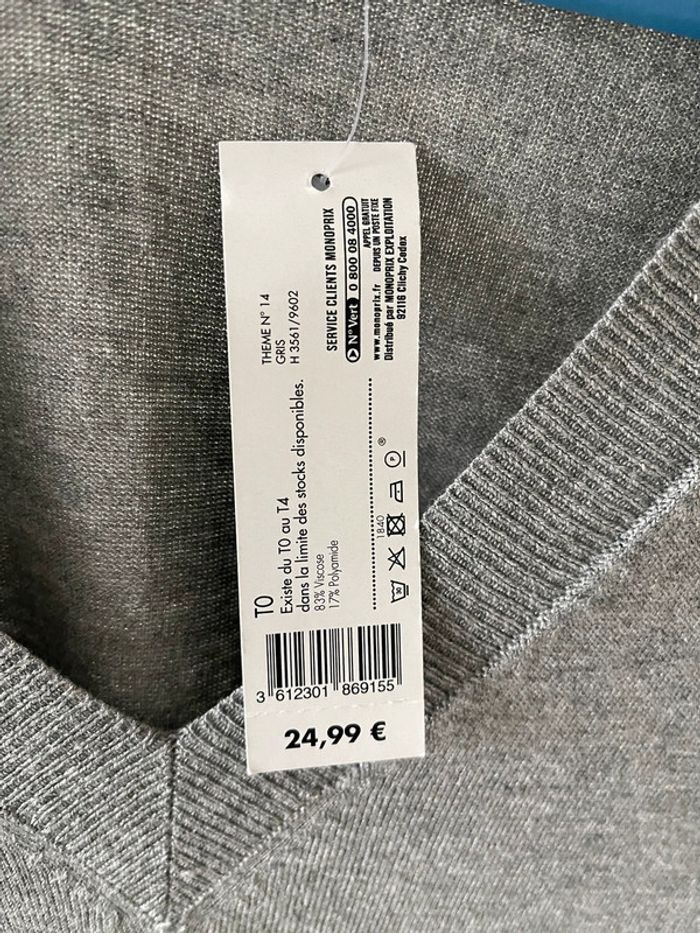 SERVICE CLIENTS MONOPRIX
N° Vert 0 800 08 4000
APPEL GRATUIT
DEPUIS UN POSTE FIXE
www.monoprix.fr
Distribué par MONOPRIX EXPLOITATION
92116 Clichy Cedex
THEME N° 14
GRIS
H 3561/9602
T0
Existe du T0 au T4
dans la limite des stocks disponibles.
83% Viscose
17% Polyamide
1840
30
P
®
3 612301 869155
24,99 €